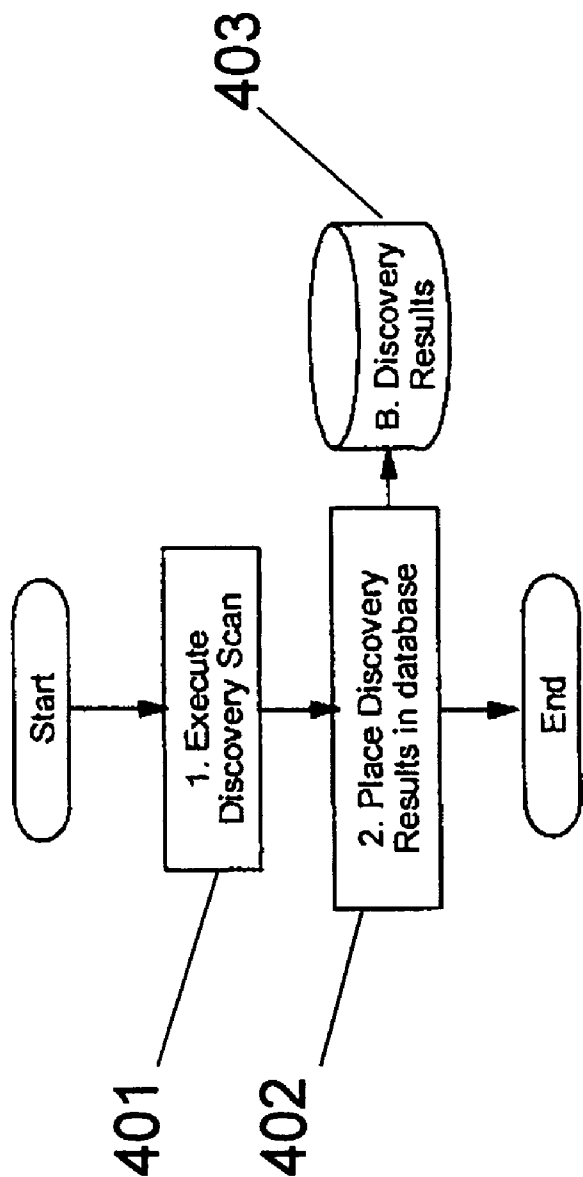 Start
401
1. Execute
Discovery Scan
402
2. Place Discovery
Results in database
403
B. Discovery
Results
End